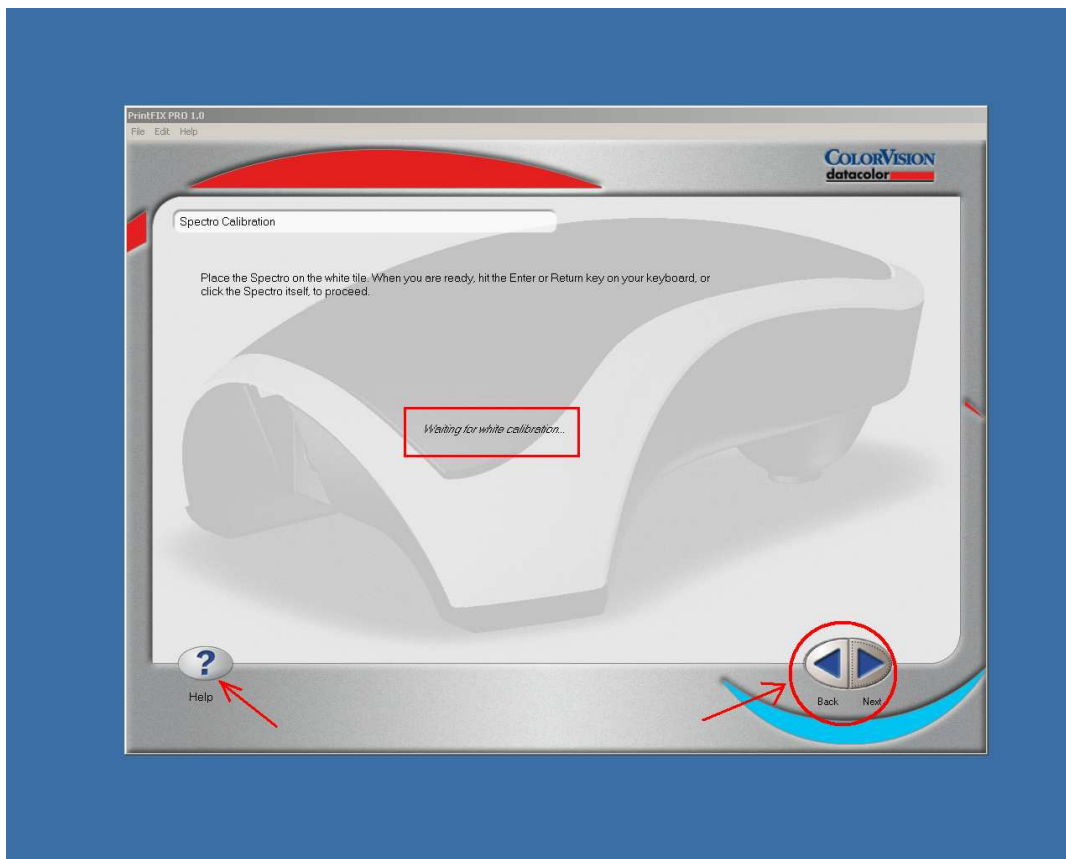 PrintFIX PRO 1.0
File Edit Help
COLORVISION
datacolor
Spectro Calibration
Place the Spectro on the white tile. When you are ready, hit the Enter or Return key on your keyboard, or
click the Spectro itself, to proceed.
Waiting for white calibration...
?
Help
Back Next